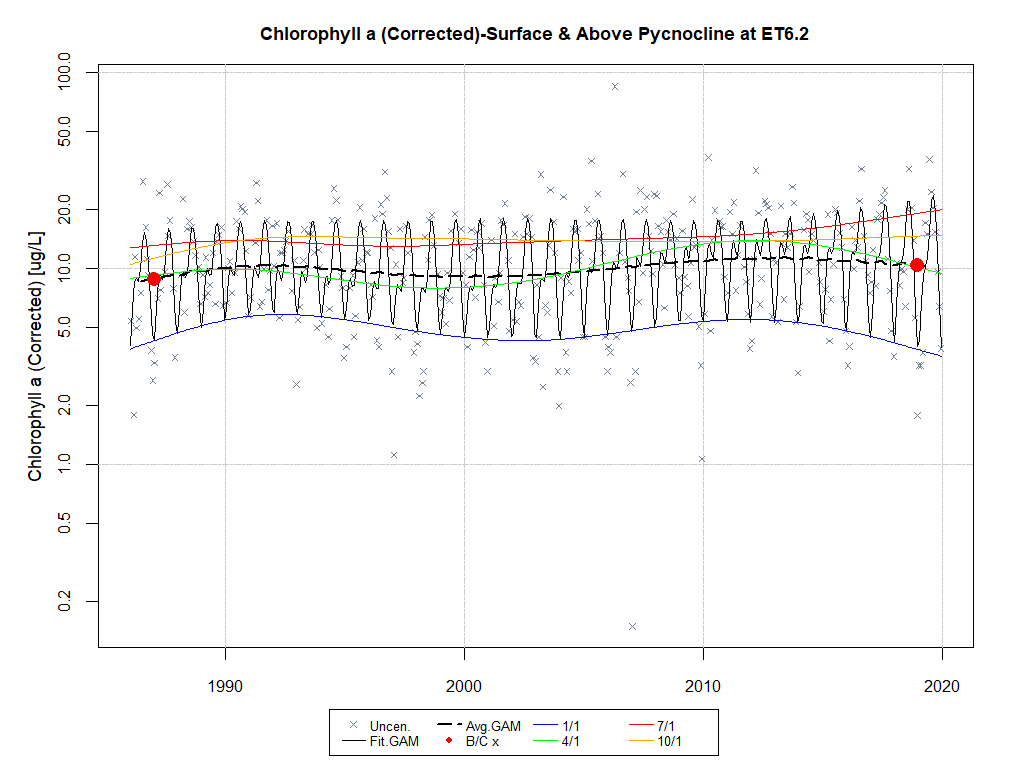 Chlorophyll a (Corrected)-Surface & Above Pycnocline at ET6.2
Chlorophyll a (Corrected) [ug/L]
100.0
50.0
20.0
10.0
5.0
2.0
1.0
0.5
0.2
1990 2000 2010 2020
Uncen. Avg.GAM 1/1 7/1
Fit.GAM B/C x 4/1 10/1